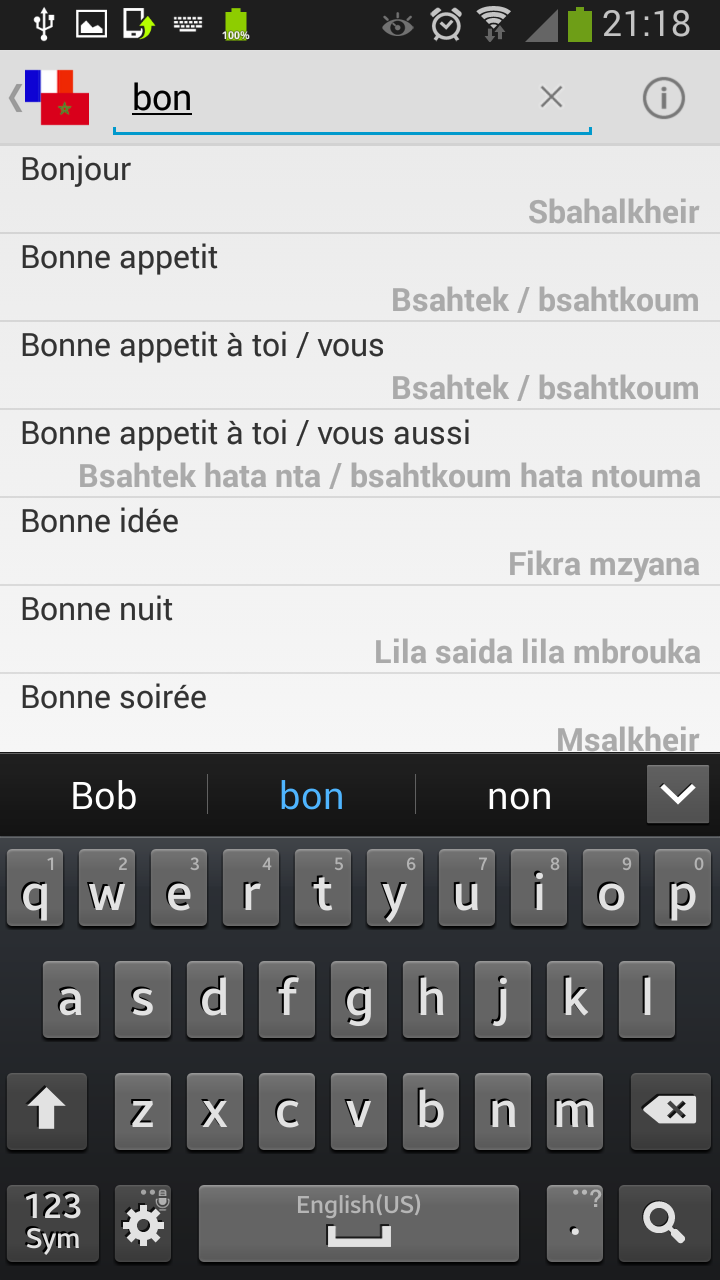 100%
21:18
bon
Bonjour
Sbahalkheir
Bonne appetit
Bsahtek / bsahtkoum
Bonne appetit à toi / vous
Bsahtek / bsahtkoum
Bonne appetit à toi / vous aussi
Bsahtek hata nta / bsahtkoum hata ntouma
Bonne idée
Fikra mzyana
Bonne nuit
Lila saida lila mbrouka
Bonne soirée
Msalkheir
Bob bon non
1 2 3 4 5 6 7 8 9 0
q w e r t y u i o p
a s d f g h j k l
z x c v b n m
123
Sym
English(US)
. ?